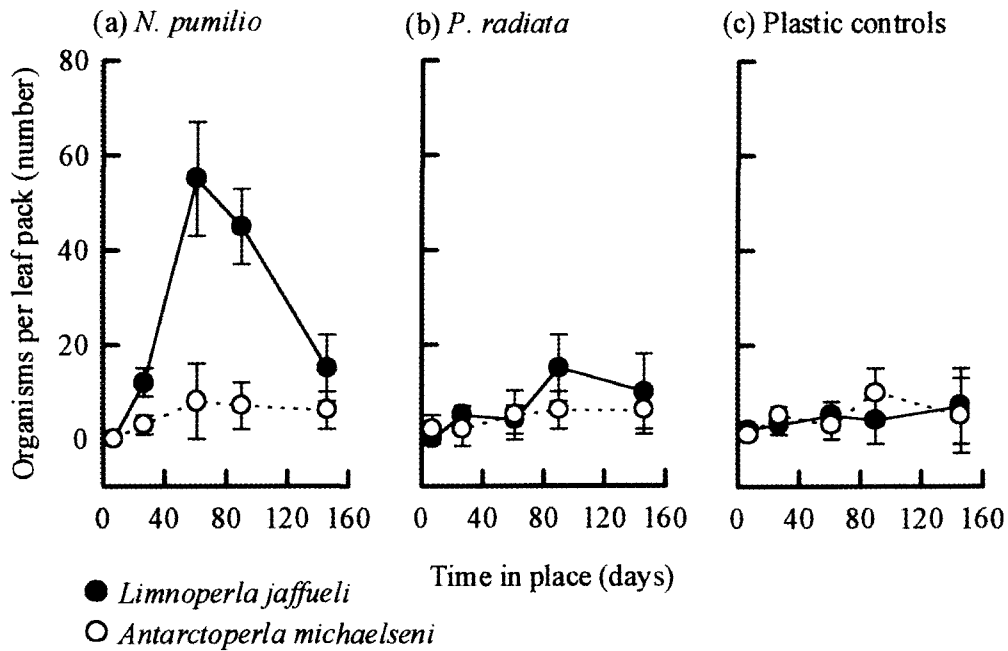 (a) N. pumilio
(b) P. radiata
(c) Plastic controls
Organisms per leaf pack (number)
80
60
40
20
0
0 40 80 120 160
0 40 80 120 160
0 40 80 120 160
Time in place (days)
Limnoperla jaffueli
Antarctoperla michaelseni